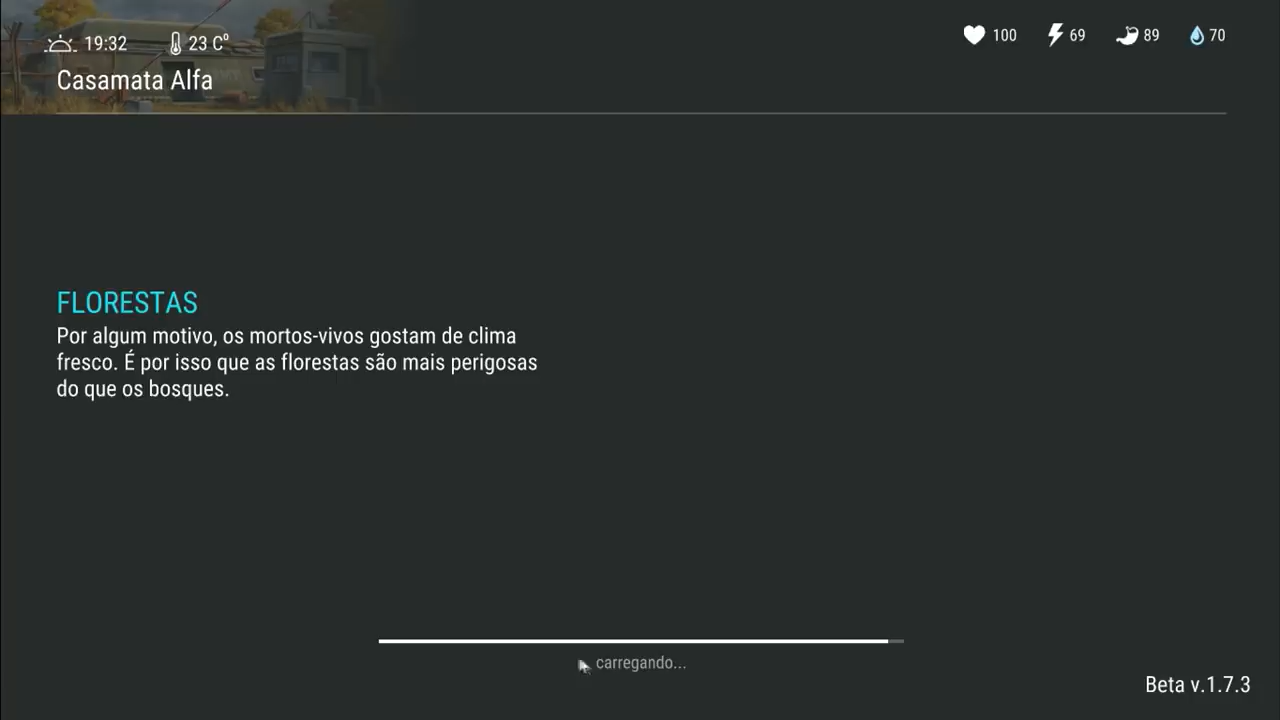 19:32 23 Cº
100 69 89 70
Casamata Alfa
FLORESTAS
Por algum motivo, os mortos-vivos gostam de clima
fresco. É por isso que as florestas são mais perigosas
do que os bosques.
carregando...
Beta v.1.7.3